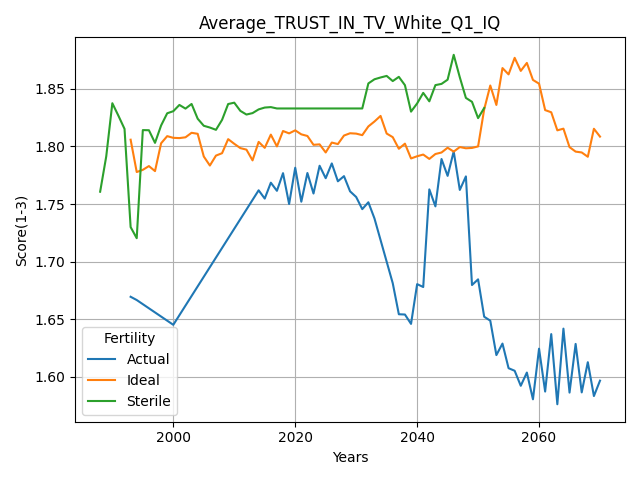 Average_TRUST_IN_TV_White_Q1_IQ
Score(1-3)
1.85
1.80
1.75
1.70
1.65
1.60
Fertility
Actual
Ideal
Sterile
2000
2020
2040
2060
Years